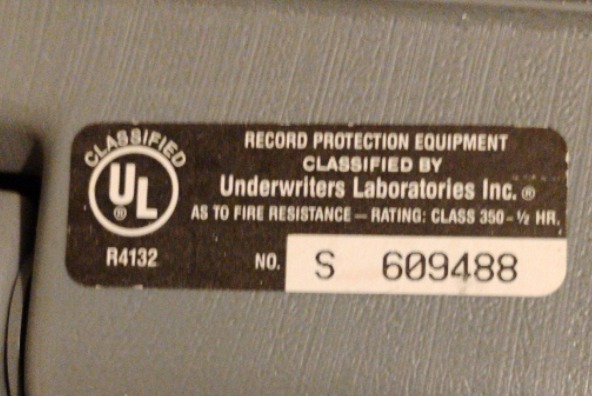 CLASSIFIED
UL
®
R4132
RECORD PROTECTION EQUIPMENT
CLASSIFIED BY
Underwriters Laboratories Inc. ®
AS TO FIRE RESISTANCE — RATING: CLASS 350 - ½ HR.
NO. S 609488